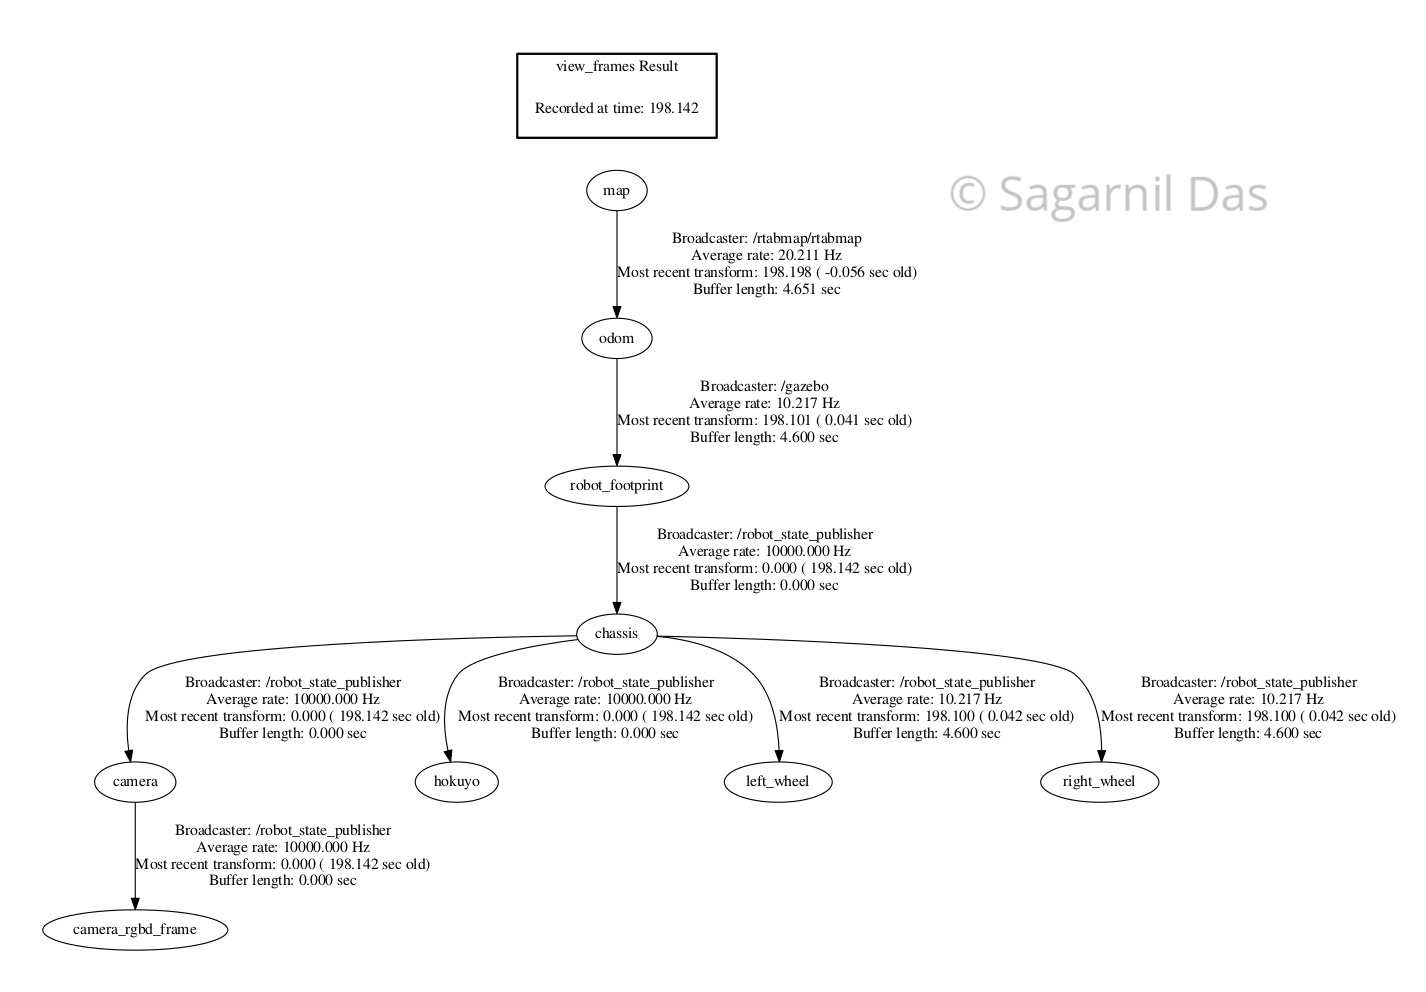 view_frames Result
Recorded at time: 198.142
map
© Sagarnil Das
Broadcaster: /rtabmap/rtabmap
Average rate: 20.211 Hz
Most recent transform: 198.198 ( -0.056 sec old)
Buffer length: 4.651 sec
odom
Broadcaster: /gazebo
Average rate: 10.217 Hz
Most recent transform: 198.101 ( 0.041 sec old)
Buffer length: 4.600 sec
robot_footprint
Broadcaster: /robot_state_publisher
Average rate: 10000.000 Hz
Most recent transform: 0.000 ( 198.142 sec old)
Buffer length: 0.000 sec
chassis
Broadcaster: /robot_state_publisher
Average rate: 10000.000 Hz
Most recent transform: 0.000 ( 198.142 sec old)
Buffer length: 0.000 sec
Broadcaster: /robot_state_publisher
Average rate: 10000.000 Hz
Most recent transform: 0.000 ( 198.142 sec old)
Buffer length: 0.000 sec
Broadcaster: /robot_state_publisher
Average rate: 10.217 Hz
Most recent transform: 198.100 ( 0.042 sec old)
Buffer length: 4.600 sec
Broadcaster: /robot_state_publisher
Average rate: 10.217 Hz
Most recent transform: 198.100 ( 0.042 sec old)
Buffer length: 4.600 sec
camera
hokuyo
left_wheel
right_wheel
Broadcaster: /robot_state_publisher
Average rate: 10000.000 Hz
Most recent transform: 0.000 ( 198.142 sec old)
Buffer length: 0.000 sec
camera_rgbd_frame